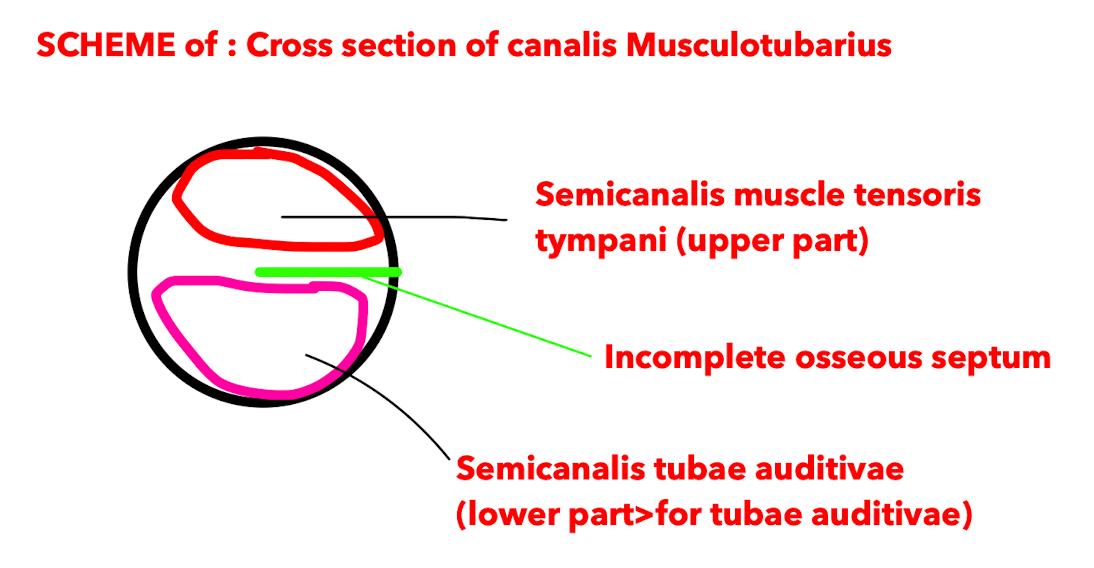 SCHEME of : Cross section of canalis Musculotubarius
Semicanalis muscle tensoris
tympani (upper part)
Incomplete osseous septum
Semicanalis tubae auditivae
(lower part>for tubae auditivae)